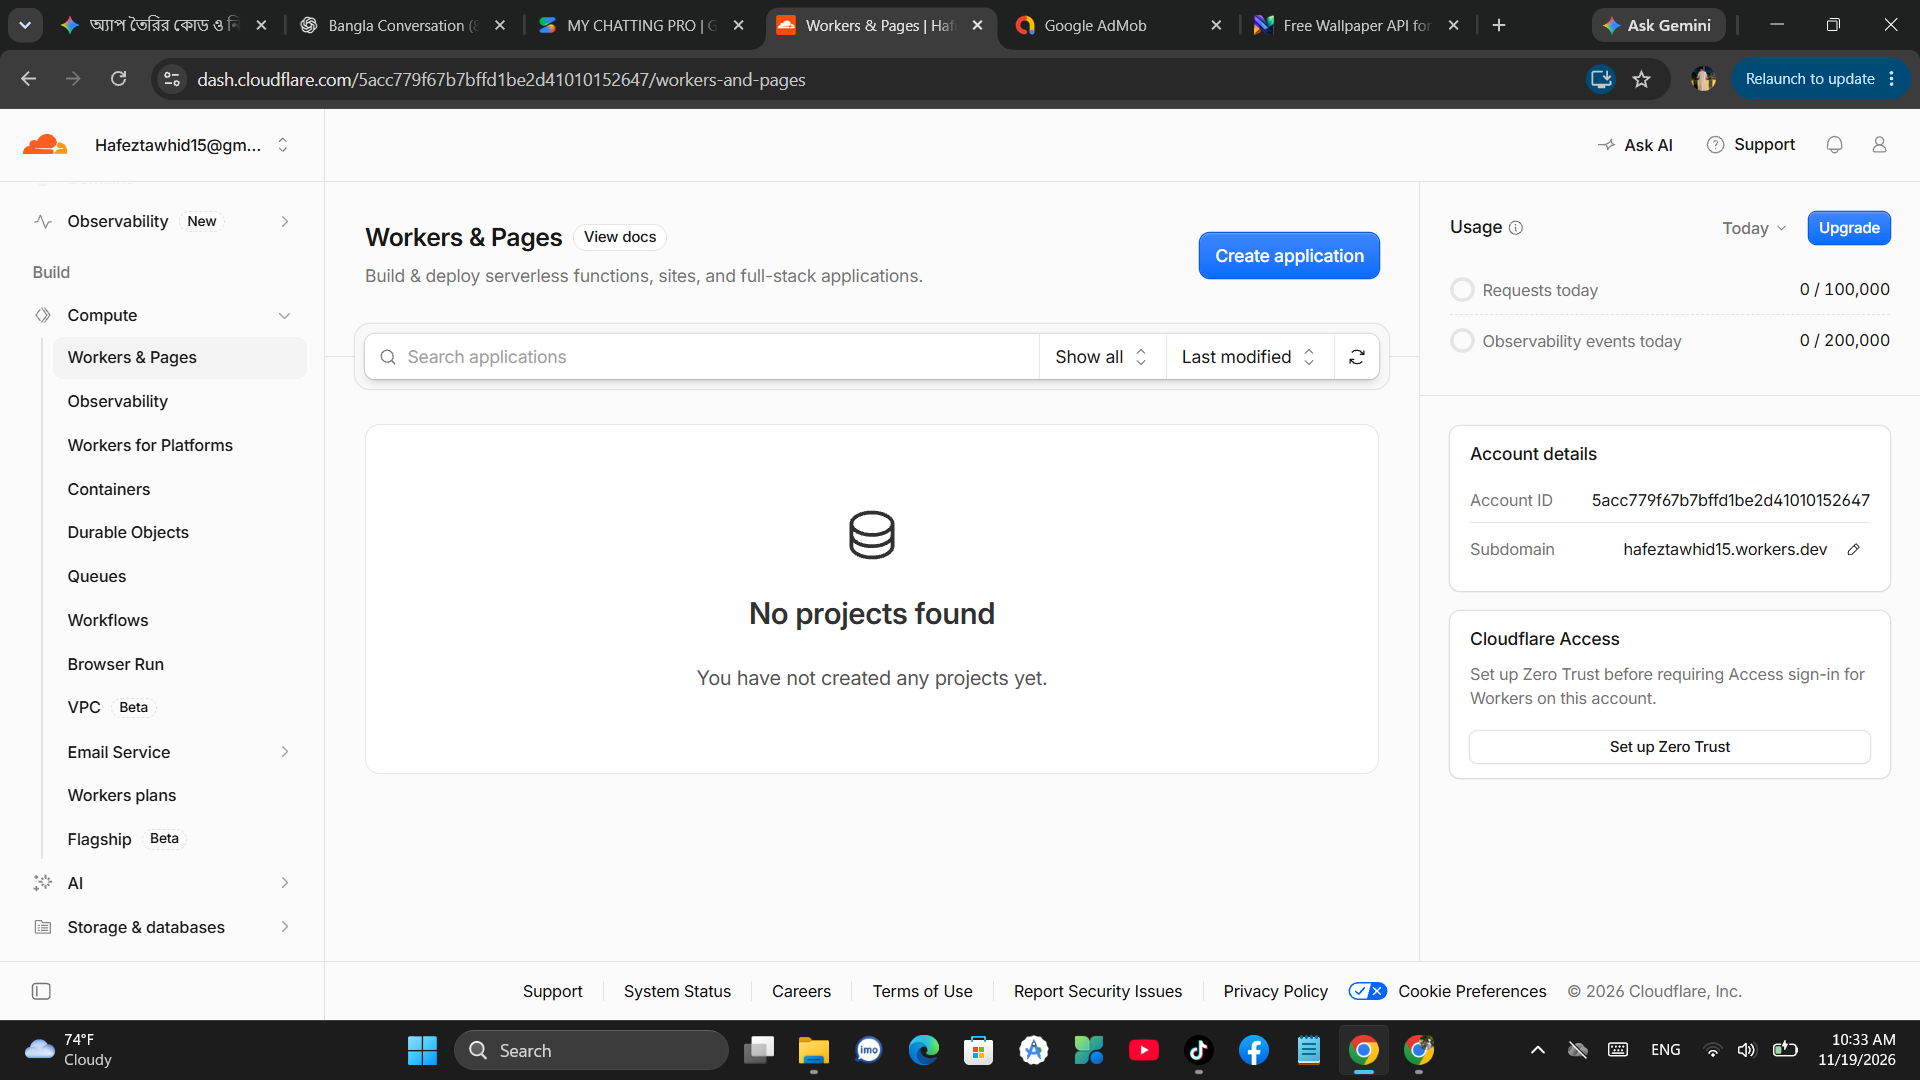 অ্যাপ তৈরির কোড ও নি
Bangla Conversation (8
MY CHATTING PRO | G
Workers & Pages | Haf
Google AdMob
Free Wallpaper API for
Ask Gemini
dash.cloudflare.com/5acc779f67b7bffd1be2d41010152647/workers-and-pages
Relaunch to update
Hafeztawhid15@gm...
Ask AI
Support
Observability New
Build
Compute
Workers & Pages
Observability
Workers for Platforms
Containers
Durable Objects
Queues
Workflows
Browser Run
VPC Beta
Email Service
Workers plans
Flagship Beta
AI
Storage & databases
Workers & Pages View docs
Build & deploy serverless functions, sites, and full-stack applications.
Create application
Search applications
Show all
Last modified
No projects found
You have not created any projects yet.
Usage
Today
Upgrade
Requests today 0 / 100,000
Observability events today 0 / 200,000
Account details
Account ID 5acc779f67b7bffd1be2d41010152647
Subdomain hafeztawhid15.workers.dev
Cloudflare Access
Set up Zero Trust before requiring Access sign-in for
Workers on this account.
Set up Zero Trust
Support
System Status
Careers
Terms of Use
Report Security Issues
Privacy Policy
Cookie Preferences
© 2026 Cloudflare, Inc.
74°F
Cloudy
Search
imo
ENG
10:33 AM
11/19/2026